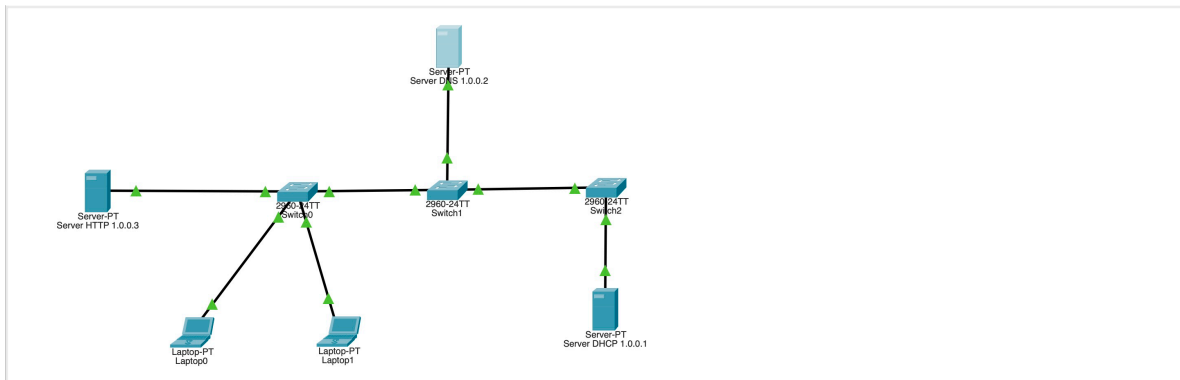 Server-PT
Server DNS 1.0.0.2
Server-PT
Server HTTP 1.0.0.3
2960-24TT
Switch0
2960-24TT
Switch1
2960-24TT
Switch2
Laptop-PT
Laptop0
Laptop-PT
Laptop1
Server-PT
Server DHCP 1.0.0.1